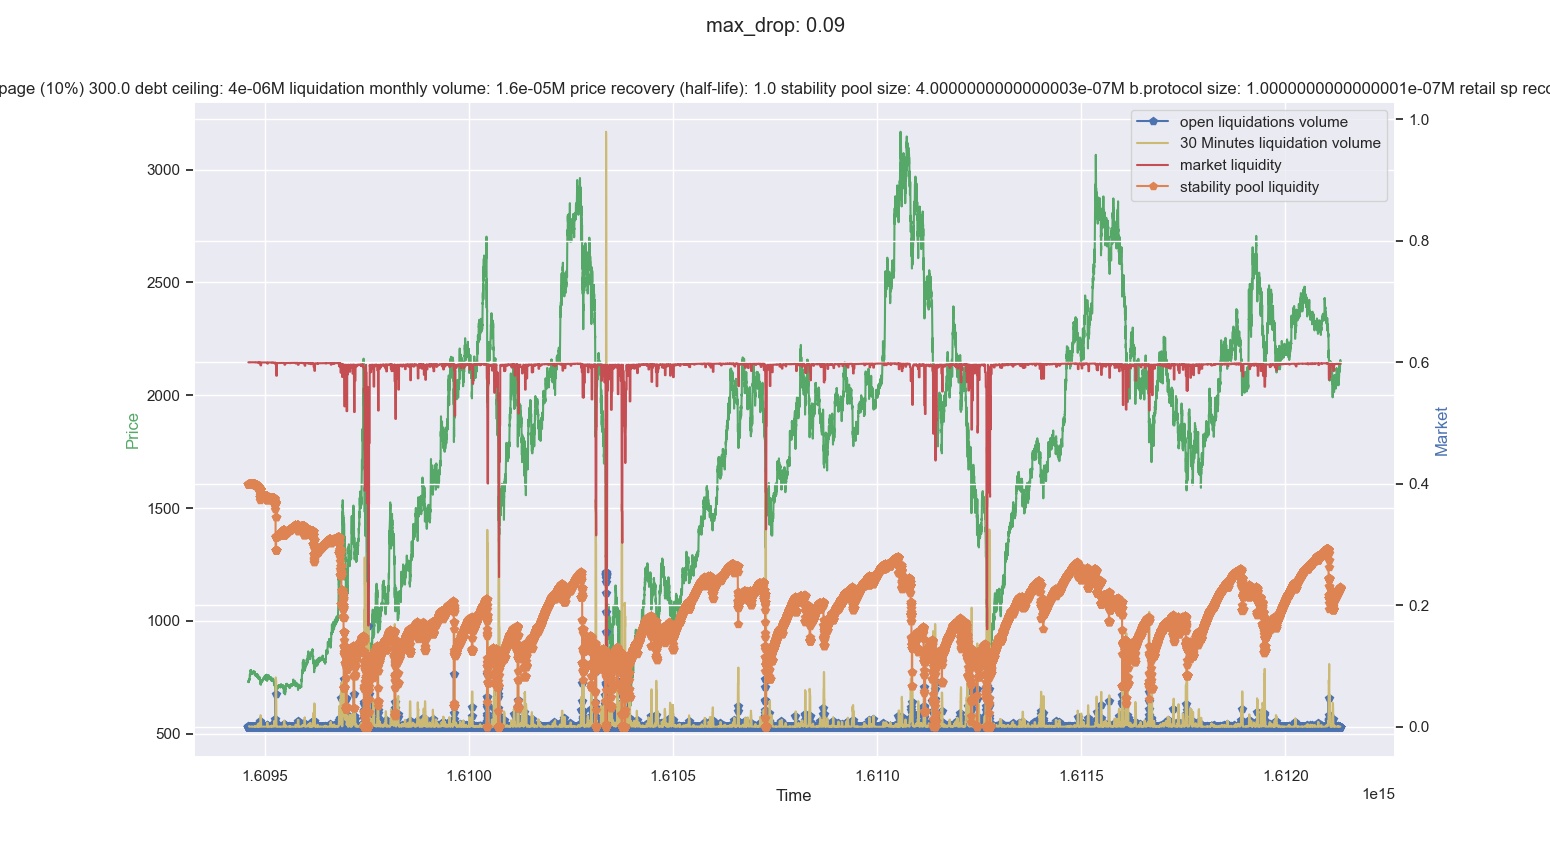 max_drop: 0.09
page (10%) 300.0 debt ceiling: 4e-06M liquidation monthly volume: 1.6e-05M price recovery (half-life): 1.0 stability pool size: 4.0000000000000003e-07M b.protocol size: 1.0000000000000001e-07M retail sp reco
open liquidations volume
30 Minutes liquidation volume
market liquidity
stability pool liquidity
3000
2500
2000
1500
1000
500
Price
1.0
0.8
0.6
0.4
0.2
0.0
Market
1.6095 1.6100 1.6105 1.6110 1.6115 1.6120
1e15
Time